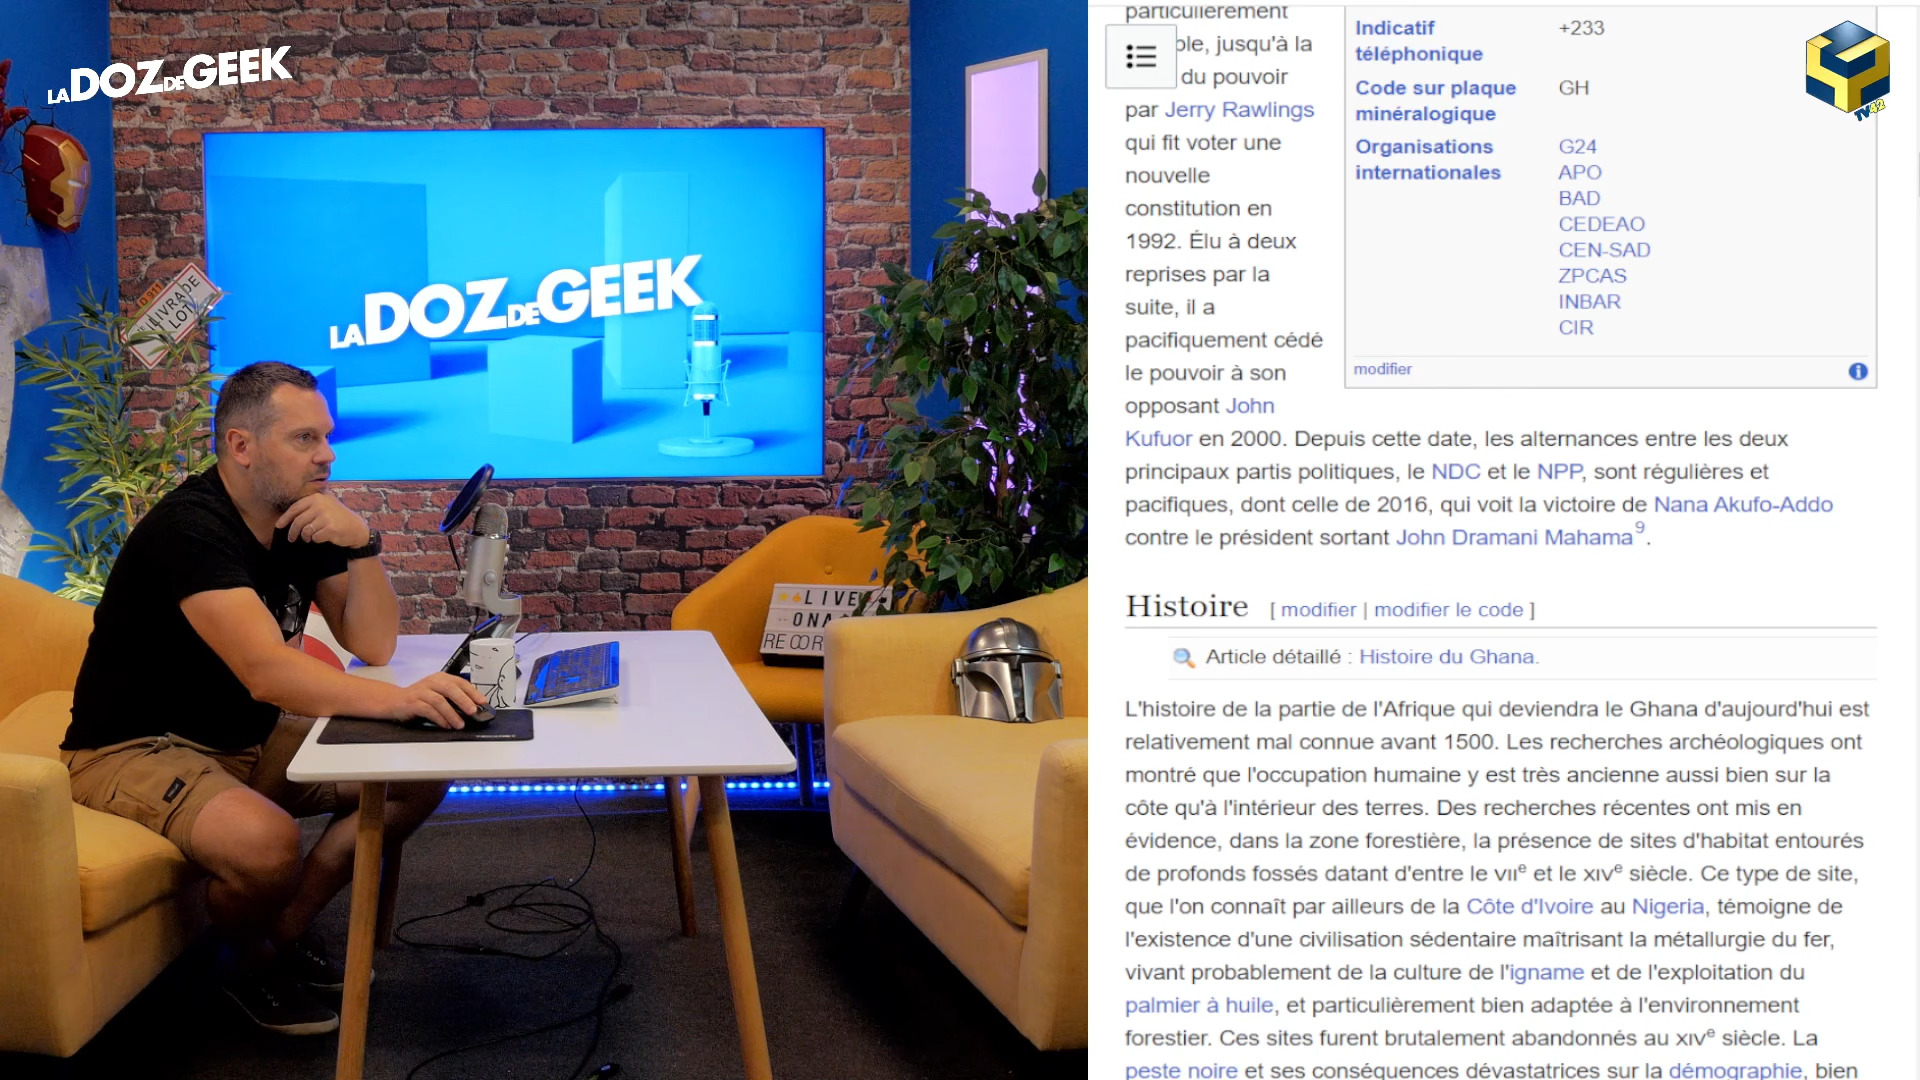 LA DOZ DE GEEK
LA DOZ DE GEEK
LIVRADE
LOT
LIVE
ON A
RECOR
particulièrement
ple, jusqu'à la
du pouvoir
par Jerry Rawlings
qui fit voter une
nouvelle
constitution en
1992. Élu à deux
reprises par la
suite, il a
pacifiquement cédé
le pouvoir à son
opposant John
Kufuor en 2000. Depuis cette date, les alternances entre les deux
principaux partis politiques, le NDC et le NPP, sont régulières et
pacifiques, dont celle de 2016, qui voit la victoire de Nana Akufo-Addo
contre le président sortant John Dramani Mahama9.
Indicatif
téléphonique
+233
Code sur plaque
minéralogique
GH
Organisations
internationales
G24
APO
BAD
CEDEAO
CEN-SAD
ZPCAS
INBAR
CIR
modifier
TV42
Histoire [ modifier | modifier le code ]
Article détaillé : Histoire du Ghana.
L'histoire de la partie de l'Afrique qui deviendra le Ghana d'aujourd'hui est
relativement mal connue avant 1500. Les recherches archéologiques ont
montré que l'occupation humaine y est très ancienne aussi bien sur la
côte qu'à l'intérieur des terres. Des recherches récentes ont mis en
évidence, dans la zone forestière, la présence de sites d'habitat entourés
de profonds fossés datant d'entre le VIIe et le XIVe siècle. Ce type de site,
que l'on connaît par ailleurs de la Côte d'Ivoire au Nigeria, témoigne de
l'existence d'une civilisation sédentaire maîtrisant la métallurgie du fer,
vivant probablement de la culture de l'igname et de l'exploitation du
palmier à huile, et particulièrement bien adaptée à l'environnement
forestier. Ces sites furent brutalement abandonnés au XIVe siècle. La
peste noire et ses conséquences dévastatrices sur la démographie, bien